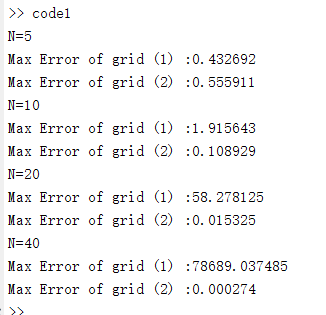 >> code1
N=5
Max Error of grid (1) :0.432692
Max Error of grid (2) :0.555911
N=10
Max Error of grid (1) :1.915643
Max Error of grid (2) :0.108929
N=20
Max Error of grid (1) :58.278125
Max Error of grid (2) :0.015325
N=40
Max Error of grid (1) :78689.037485
Max Error of grid (2) :0.000274
>>